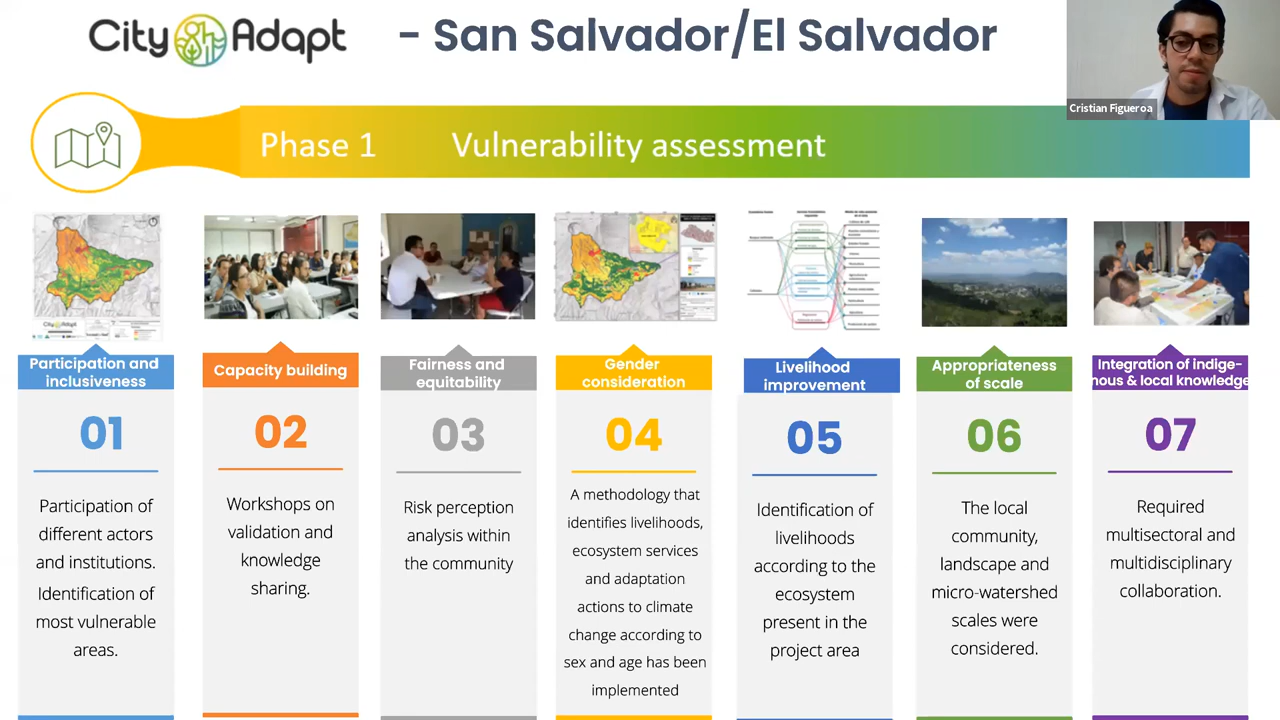 City Adapt - San Salvador/El Salvador
Cristian Figueroa
Phase 1 Vulnerability assessment
City Adapt
Participation and
inclusiveness
01
Participation of
different actors
and institutions.
Identification of
most vulnerable
areas.
Capacity building
02
Workshops on
validation and
knowledge
sharing.
Fairness and
equitability
03
Risk perception
analysis within
the community
Gender
consideration
04
A methodology that
identifies livelihoods,
ecosystem services
and adaptation
actions to climate
change according to
sex and age has been
implemented
Livelihood
improvement
05
Identification of
livelihoods
according to the
ecosystem
present in the
project area
Appropriateness
of scale
06
The local
community,
landscape and
micro-watershed
scales were
considered.
Integration of indige-
nous & local knowledge
07
Required
multisectoral and
multidisciplinary
collaboration.